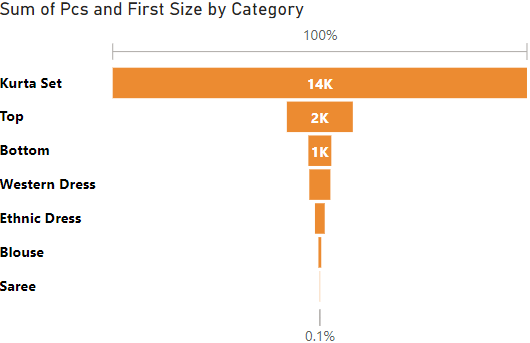 Sum of Pcs and First Size by Category
100%
Kurta Set 14K
Top 2K
Bottom 1K
Western Dress
Ethnic Dress
Blouse
Saree
0.1%